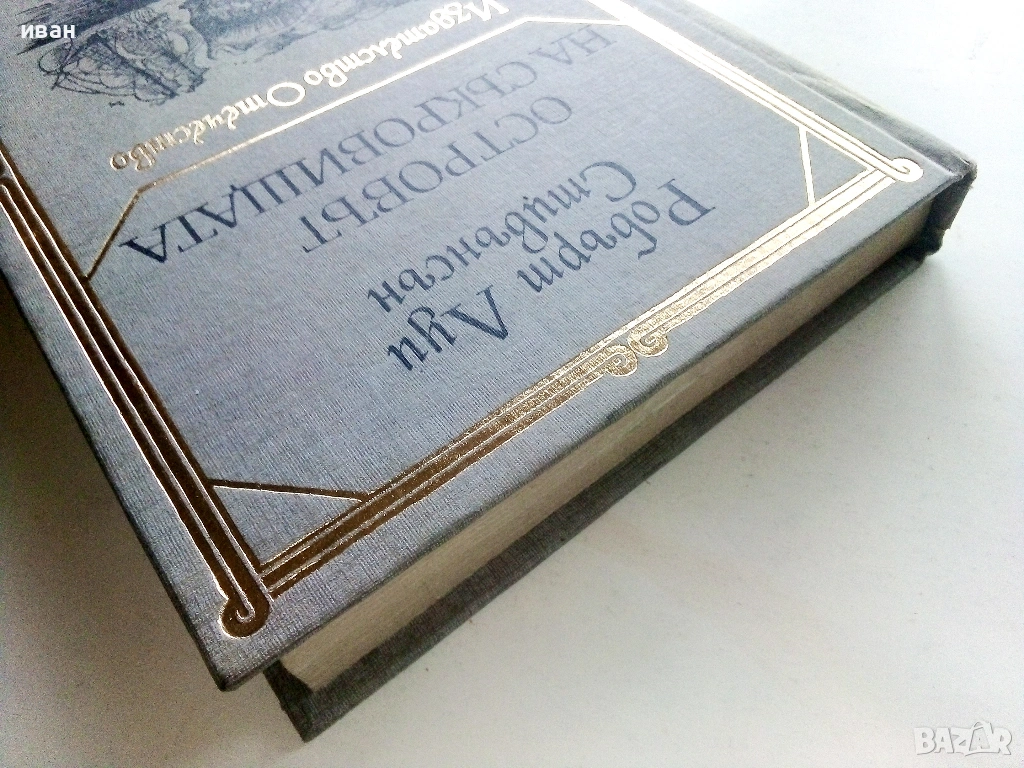 иван
Робърт Луи
Стивънсън
ОСТРОВЪТ
НА СЪКРОВИЩАТА
Издателство Отечество
BAZAR